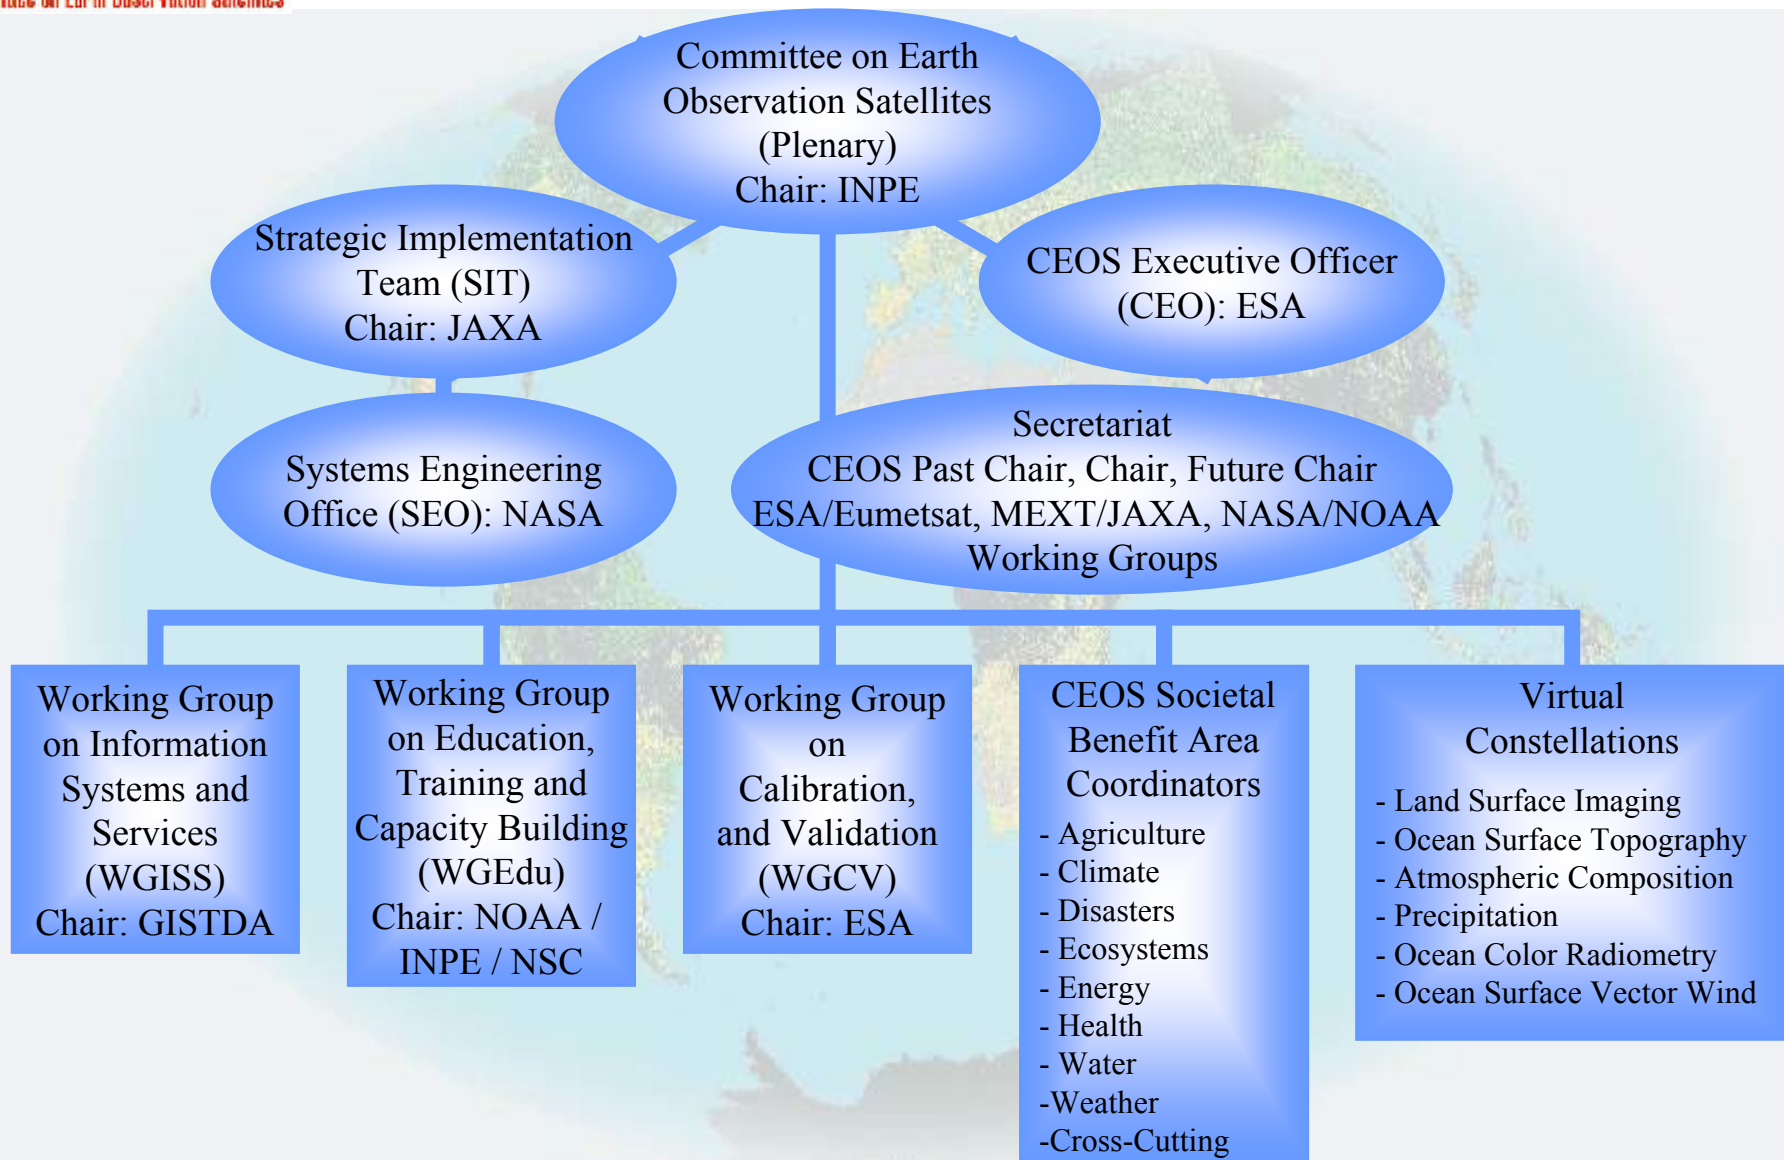 on Earth Observation Satellites
Committee on Earth
Observation Satellites
(Plenary)
Chair: INPE
Strategic Implementation
Team (SIT)
Chair: JAXA
CEOS Executive Officer
(CEO): ESA
Systems Engineering
Office (SEO): NASA
Secretariat
CEOS Past Chair, Chair, Future Chair
ESA/Eumetsat, MEXT/JAXA, NASA/NOAA
Working Groups
Working Group
on Information
Systems and
Services
(WGISS)
Chair: GISTDA
Working Group
on Education,
Training and
Capacity Building
(WGEdu)
Chair: NOAA /
INPE / NSC
Working Group
on
Calibration,
and Validation
(WGCV)
Chair: ESA
CEOS Societal
Benefit Area
Coordinators
- Agriculture
- Climate
- Disasters
- Ecosystems
- Energy
- Health
- Water
-Weather
-Cross-Cutting
Virtual
Constellations
- Land Surface Imaging
- Ocean Surface Topography
- Atmospheric Composition
- Precipitation
- Ocean Color Radiometry
- Ocean Surface Vector Wind